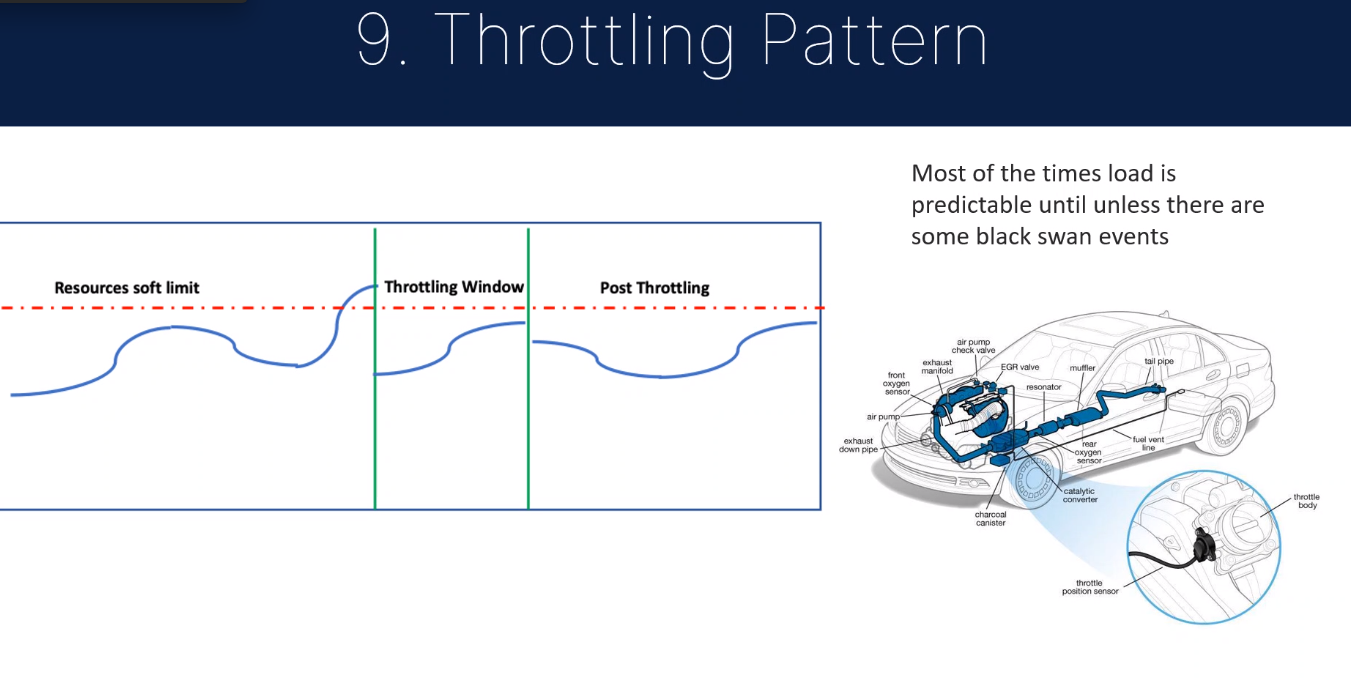 9. Throttling Pattern
Most of the times load is
predictable until unless there are
some black swan events
Resources soft limit
Throttling Window
Post Throttling
air pump
check valve
exhaust
manifold
EGR valve
front
oxygen
sensor
resonator
muffler
tail pipe
air pump
exhaust
down pipe
rear
oxygen
sensor
fuel vent
line
catalytic
converter
charcoal
canister
throttle
body
throttle
position sensor